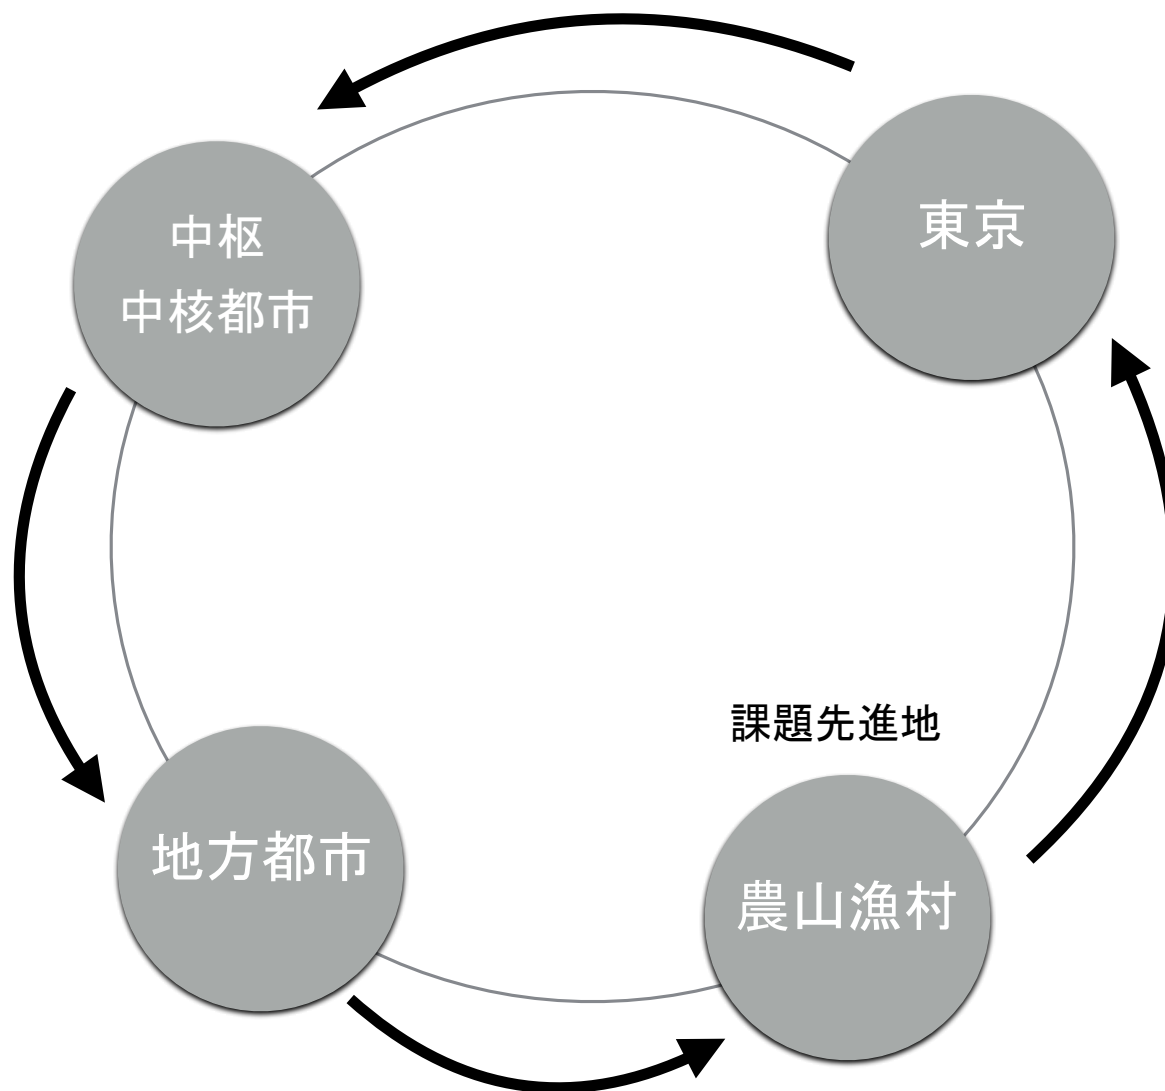 東京
中枢
中核都市
地方都市
課題先進地
農山漁村